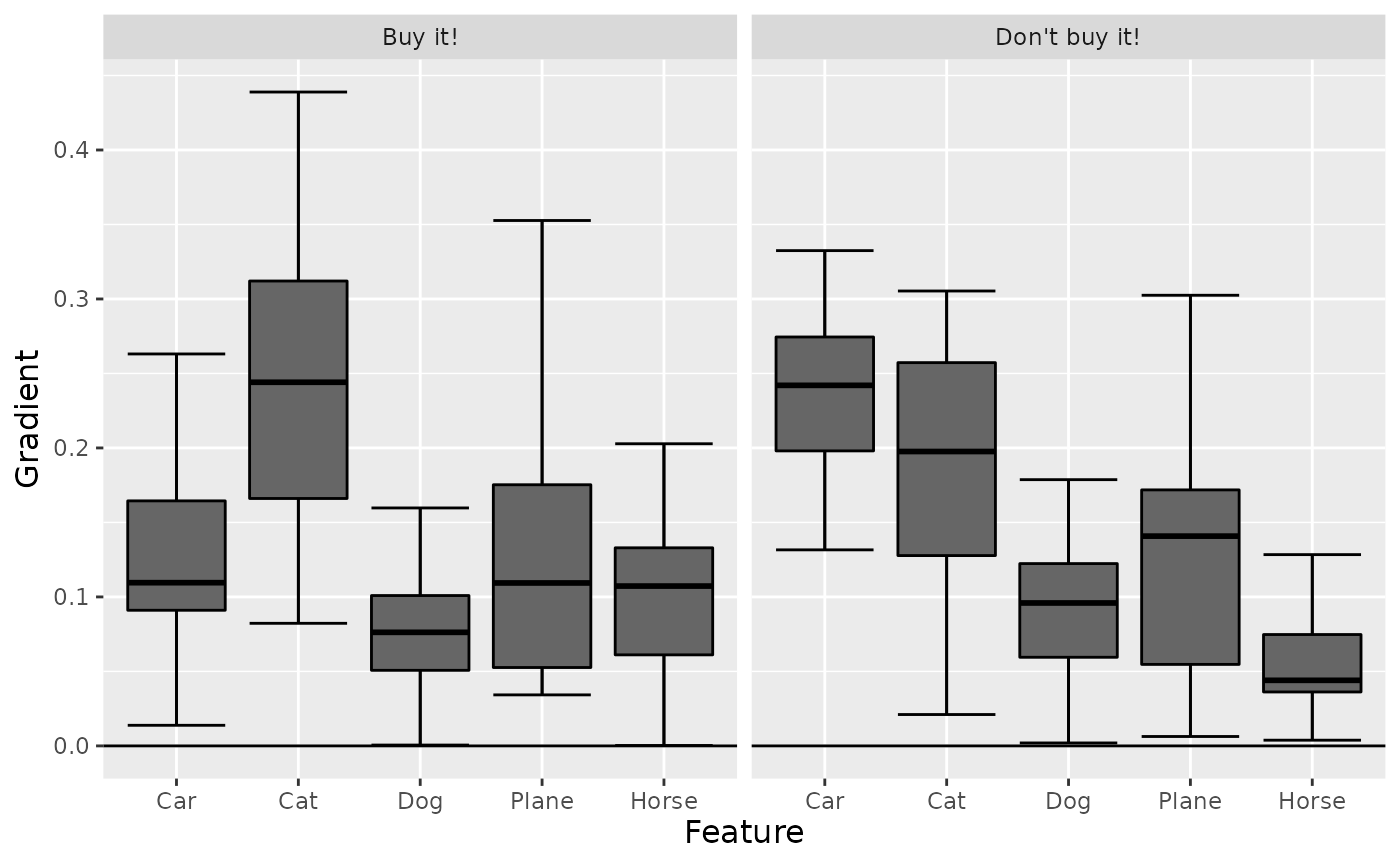 Buy it!
Don't buy it!
Gradient
0.4
0.3
0.2
0.1
0.0
Car Cat Dog Plane Horse
Car Cat Dog Plane Horse
Feature